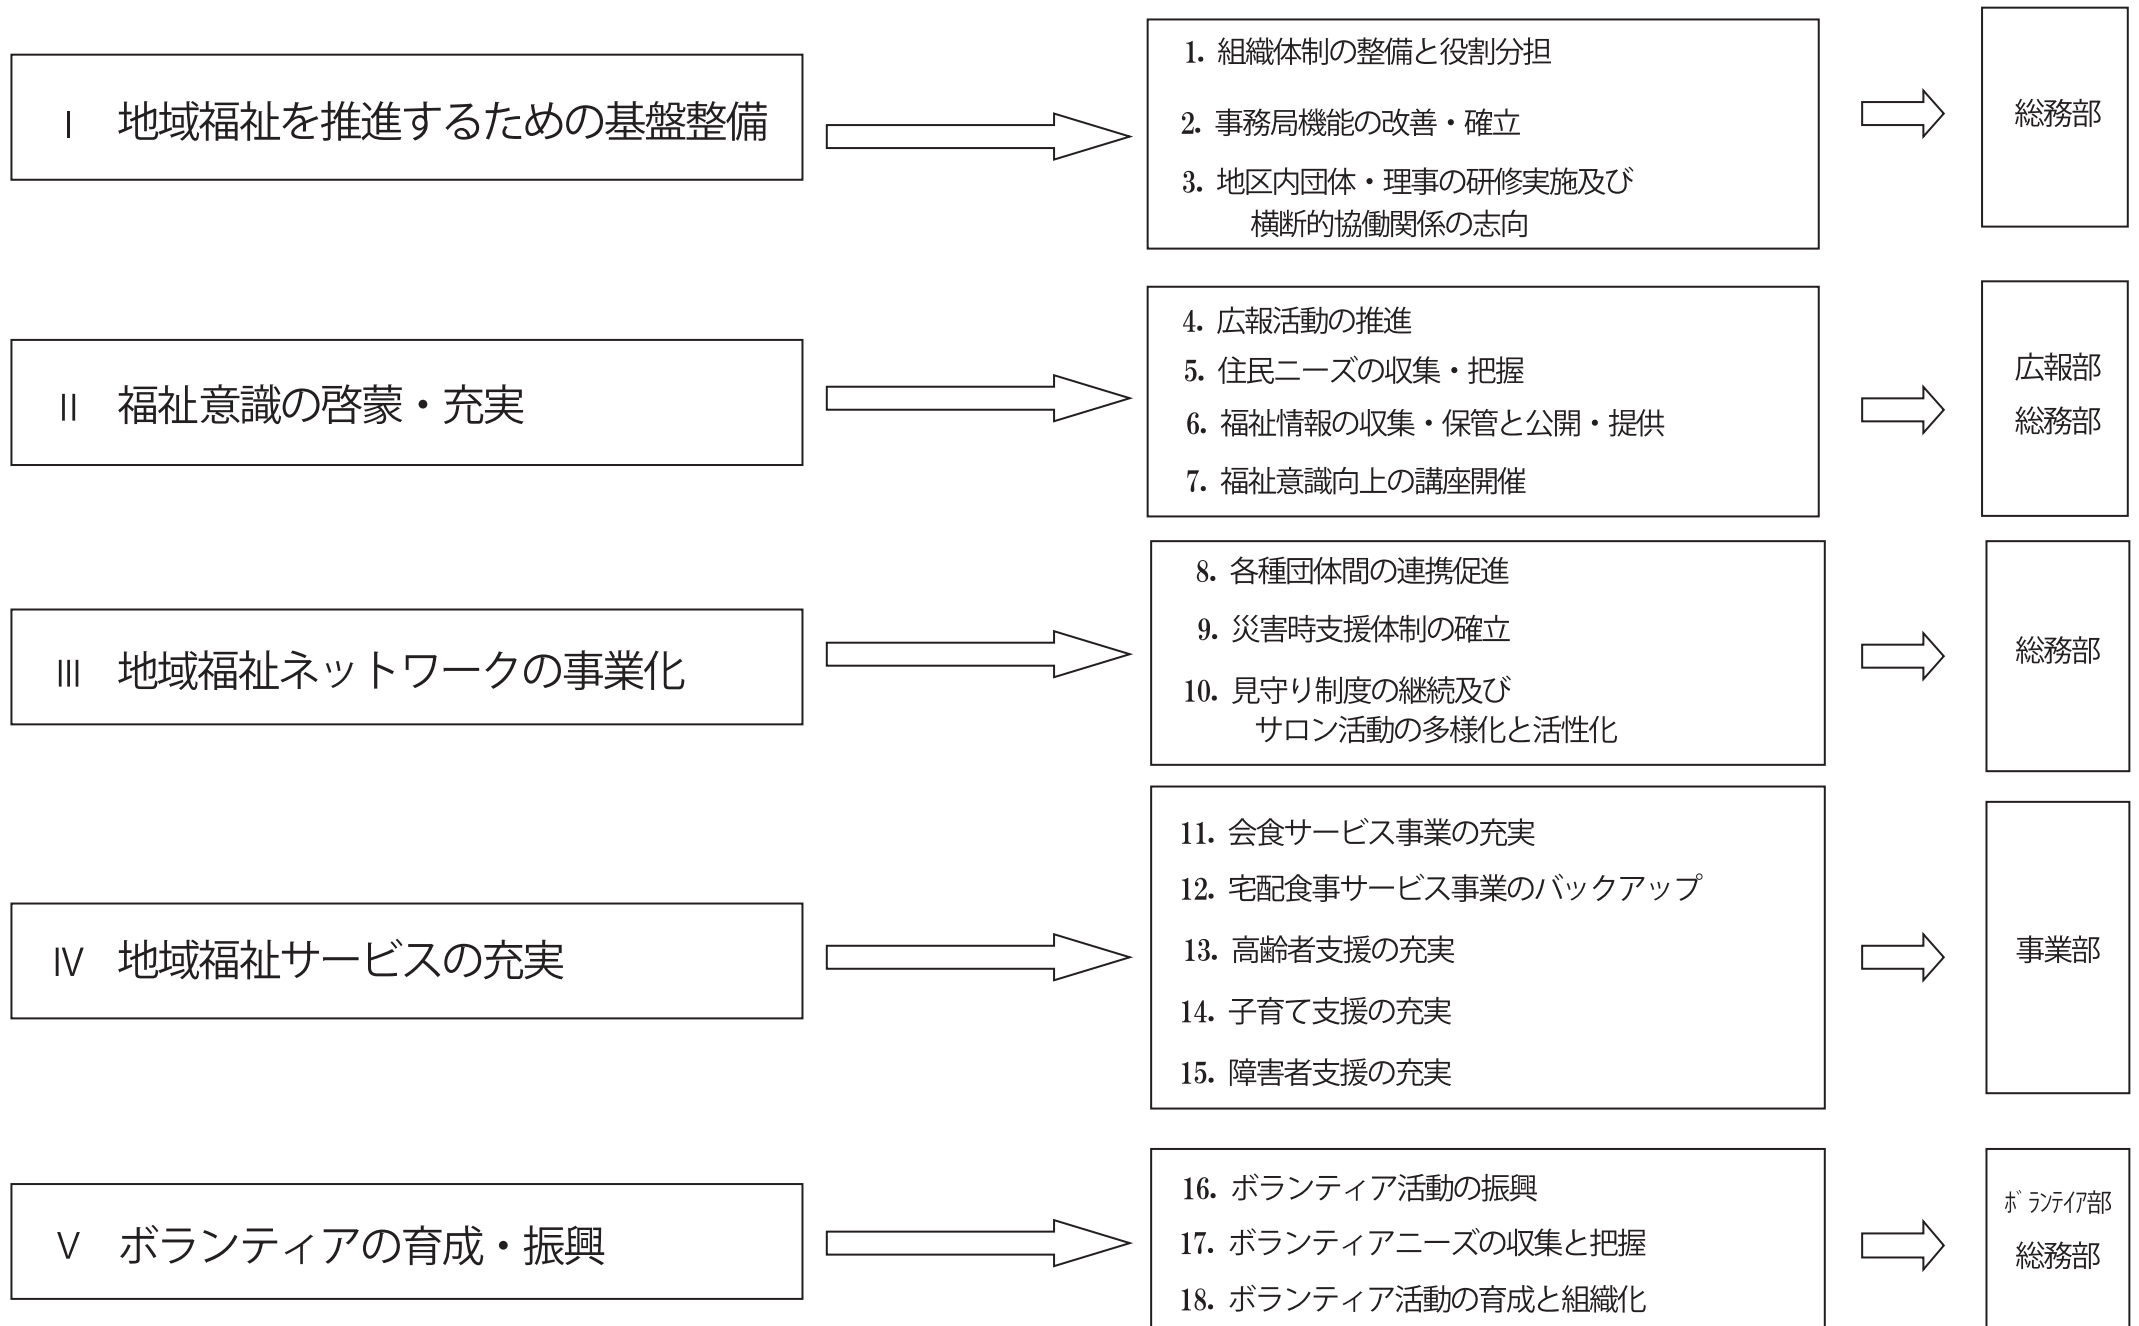 Ⅰ 地域福祉を推進するための基盤整備
1. 組織体制の整備と役割分担
2. 事務局機能の改善・確立
3. 地区内団体・理事の研修実施及び
横断的協働関係の志向
総務部
Ⅱ 福祉意識の啓蒙・充実
4. 広報活動の推進
5. 住民ニーズの収集・把握
6. 福祉情報の収集・保管と公開・提供
7. 福祉意識向上の講座開催
広報部
総務部
Ⅲ 地域福祉ネットワークの事業化
8. 各種団体間の連携促進
9. 災害時支援体制の確立
10. 見守り制度の継続及び
サロン活動の多様化と活性化
総務部
Ⅳ 地域福祉サービスの充実
11. 会食サービス事業の充実
12. 宅配食事サービス事業のバックアップ
13. 高齢者支援の充実
14. 子育て支援の充実
15. 障害者支援の充実
事業部
Ⅴ ボランティアの育成・振興
16. ボランティア活動の振興
17. ボランティアニーズの収集と把握
18. ボランティア活動の育成と組織化
ﾎﾞﾗﾝﾃｲｱ部
総務部